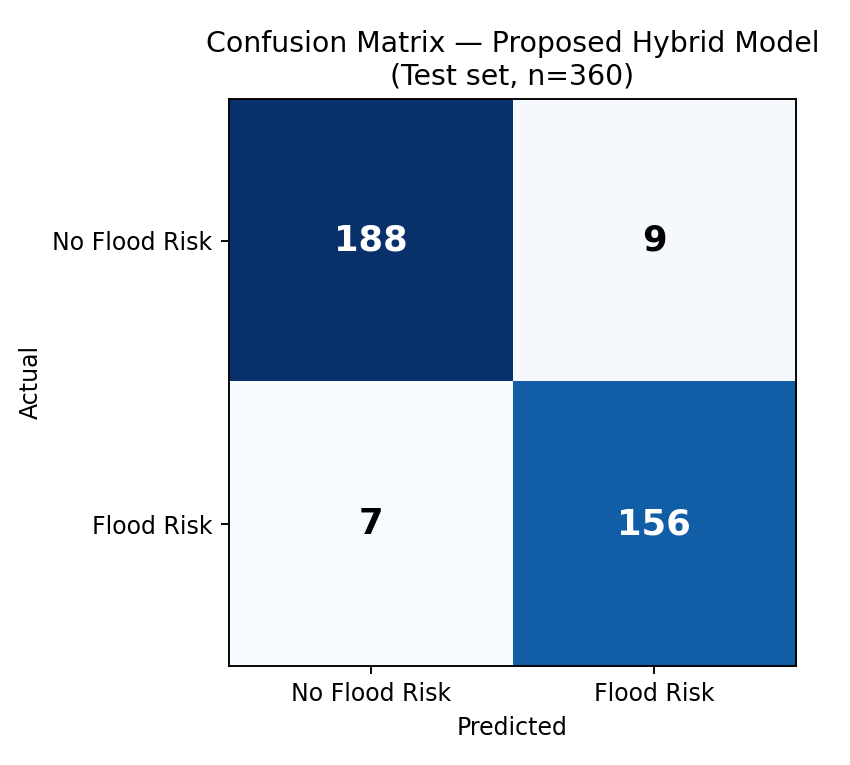 Confusion Matrix — Proposed Hybrid Model
(Test set, n=360)
No Flood Risk
188
9
Actual
Flood Risk
7
156
No Flood Risk
Flood Risk
Predicted